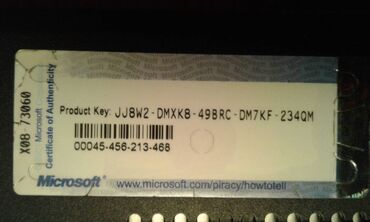 X08 73060
Microsoft
Certificate of Authenticity
Product Key: JJ8W2-DMXK8-49BRC-DM7KF-234QM
00045-456-213-468
Microsoft® www.microsoft.com/piracy/howtotell